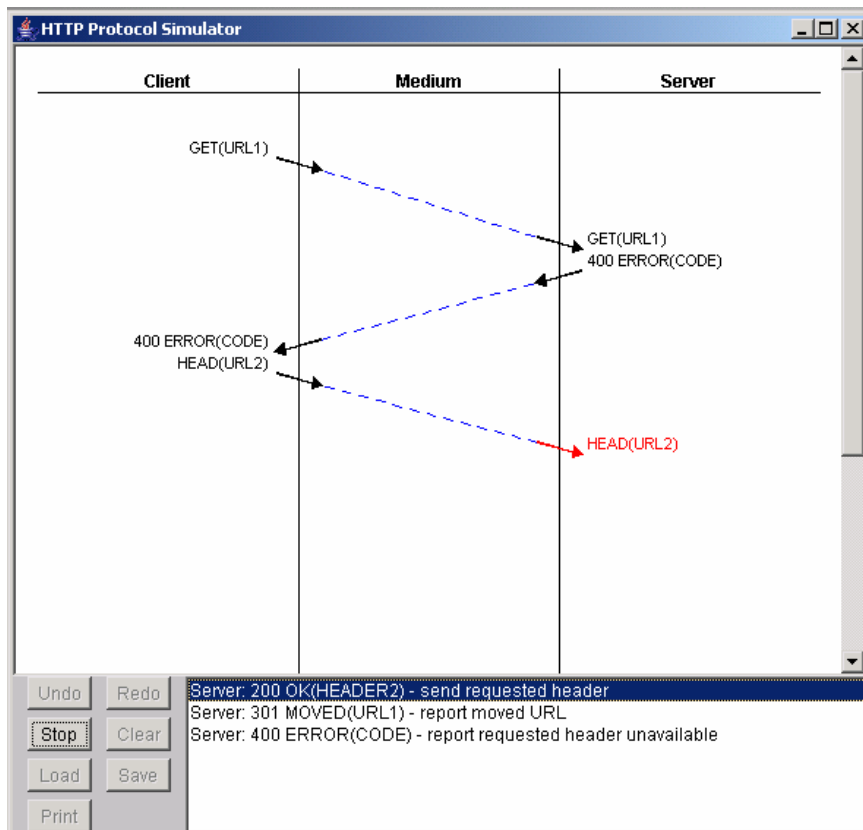 HTTP Protocol Simulator
Client Medium Server
GET(URL1)
GET(URL1)
400 ERROR(CODE)
400 ERROR(CODE)
HEAD(URL2)
HEAD(URL2)
Undo Redo
Stop Clear
Load Save
Print
Server: 200 OK(HEADER2) - send requested header
Server: 301 MOVED(URL1) - report moved URL
Server: 400 ERROR(CODE) - report requested header unavailable